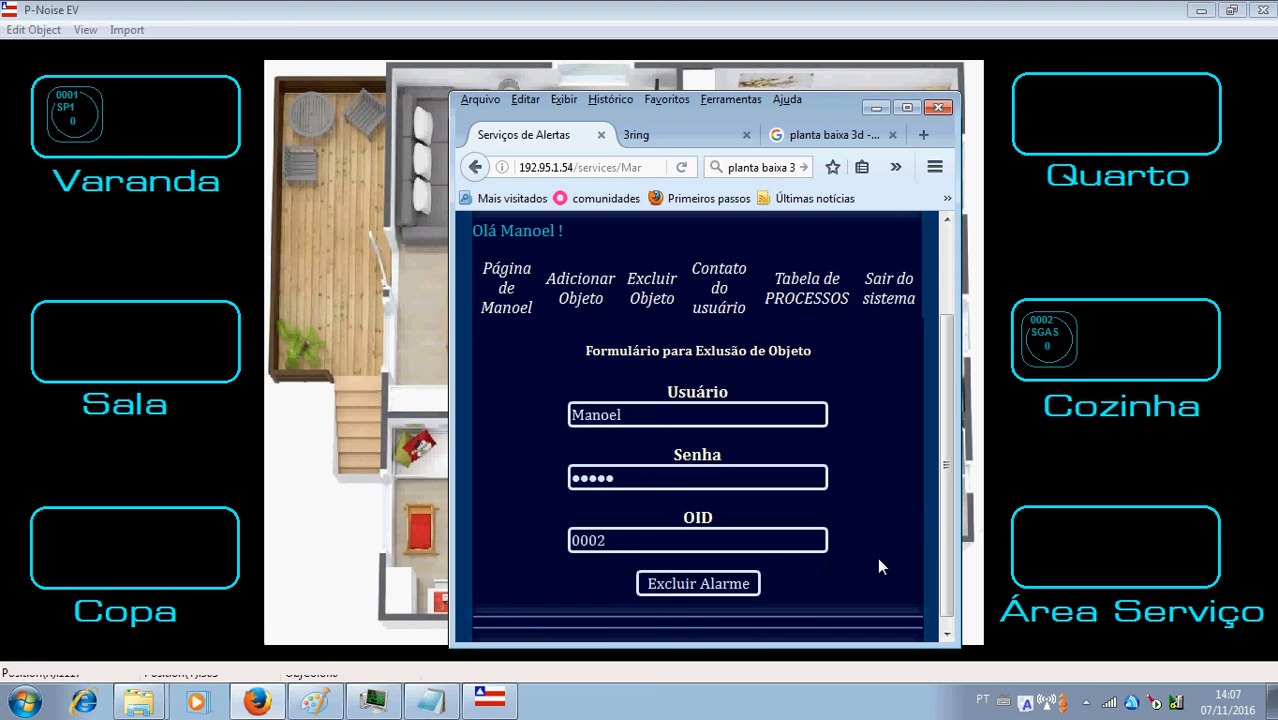 P-Noise EV
Edit Object View Import
0001
SP1
0
Varanda
Sala
Copa
Quarto
0002
SGAS
0
Cozinha
Área Serviço
Arquivo Editar Exibir Histórico Favoritos Ferramentas Ajuda
Serviços de Alertas
3ring
planta baixa 3d -...
192.95.1.54/services/Mar
planta baixa 3
Mais visitados comunidades Primeiros passos Últimas notícias
Olá Manoel !
Página de Manoel
Adicionar Objeto
Excluir Objeto
Contato do usuário
Tabela de PROCESSOS
Sair do sistema
Formulário para Exlusão de Objeto
Usuário
Manoel
Senha
OID
0002
Excluir Alarme
PT
14:07
07/11/2016